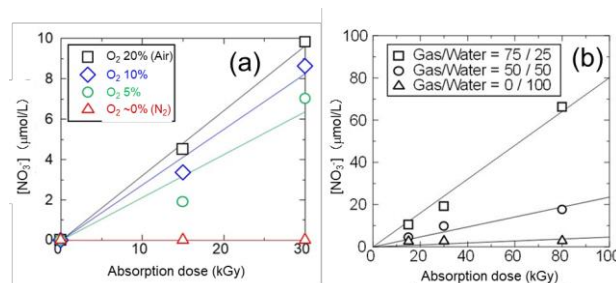 (a)
O₂ 20% (Air)
O₂ 10%
O₂ 5%
O₂ ~0% (N₂)
[NO₃⁻] (μmol/L)
10
8
6
4
2
0
0 10 20 30
Absorption dose (kGy)
(b)
Gas/Water = 75 / 25
Gas/Water = 50 / 50
Gas/Water = 0 / 100
[NO₃⁻] (μmol/L)
100
80
60
40
20
0
0 20 40 60 80 100
Absorption dose (kGy)